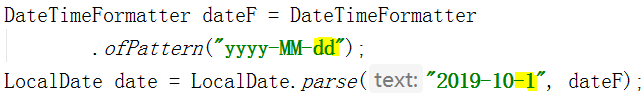 DateTimeFormatter dateF = DateTimeFormatter
.ofPattern("yyyy-MM-dd");
LocalDate date = LocalDate.parse( text: "2019-10-1", dateF);